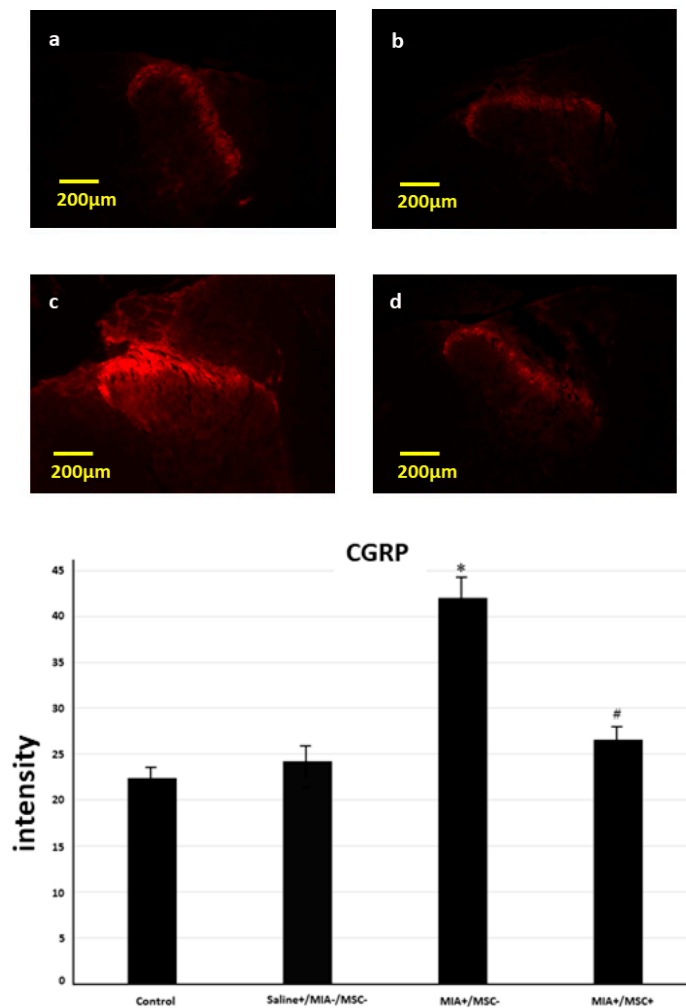 a
b
200µm
200µm
c
d
200µm
200µm
CGRP
*
#
45
40
35
30
25
20
15
10
5
0
intensity
Control
Saline+/MIA-/MSC-
MIA+/MSC-
MIA+/MSC+